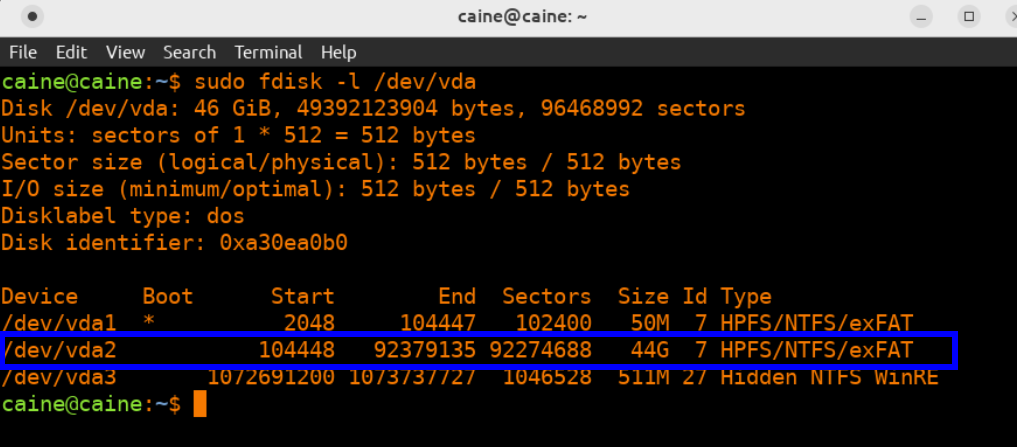 caine@caine: ~
File Edit View Search Terminal Help
caine@caine:~$ sudo fdisk -l /dev/vda
Disk /dev/vda: 46 GiB, 49392123904 bytes, 96468992 sectors
Units: sectors of 1 * 512 = 512 bytes
Sector size (logical/physical): 512 bytes / 512 bytes
I/O size (minimum/optimal): 512 bytes / 512 bytes
Disklabel type: dos
Disk identifier: 0xa30ea0b0
Device Boot Start End Sectors Size Id Type
/dev/vda1 * 2048 104447 102400 50M 7 HPFS/NTFS/exFAT
/dev/vda2 104448 92379135 92274688 44G 7 HPFS/NTFS/exFAT
/dev/vda3 1072691200 1073737727 1046528 511M 27 Hidden NTFS WinRE
caine@caine:~$